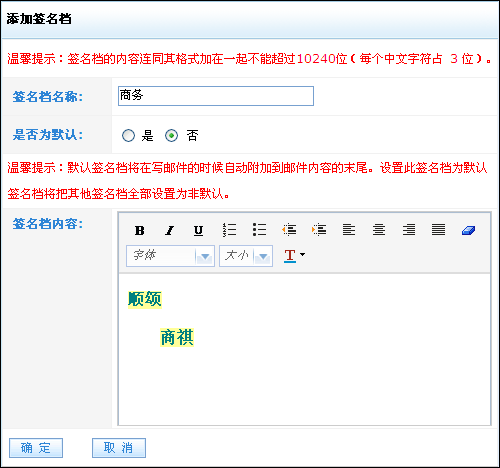 添加签名档
温馨提示：签名档的内容连同其格式加在一起不能超过10240位（每个中文字符占 3 位）。
签名档名称：
商务
是否为默认：
是 否
温馨提示：默认签名档将在写邮件的时候自动附加到邮件内容的末尾。设置此签名档为默认
签名档将把其他签名档全部设置为非默认。
签名档内容：
B I U
字体 大小 T
顺颂
商祺
确 定 取 消